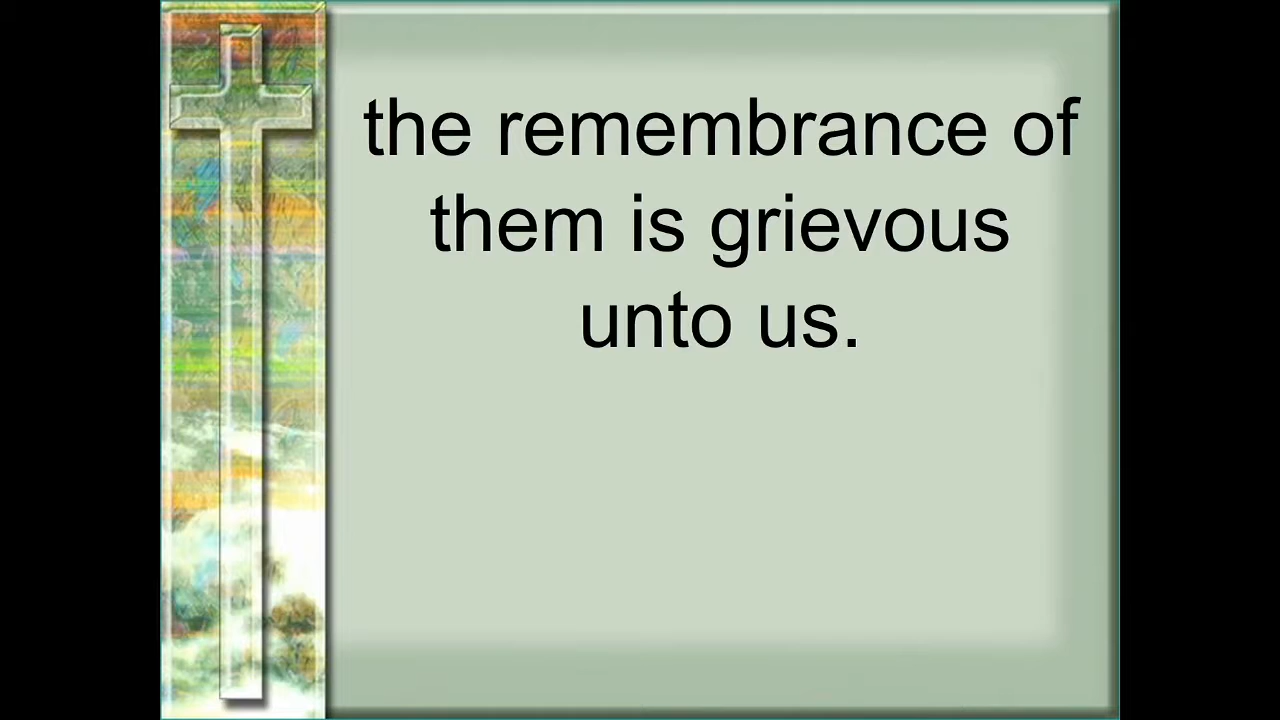 the remembrance of
them is grievous
unto us.